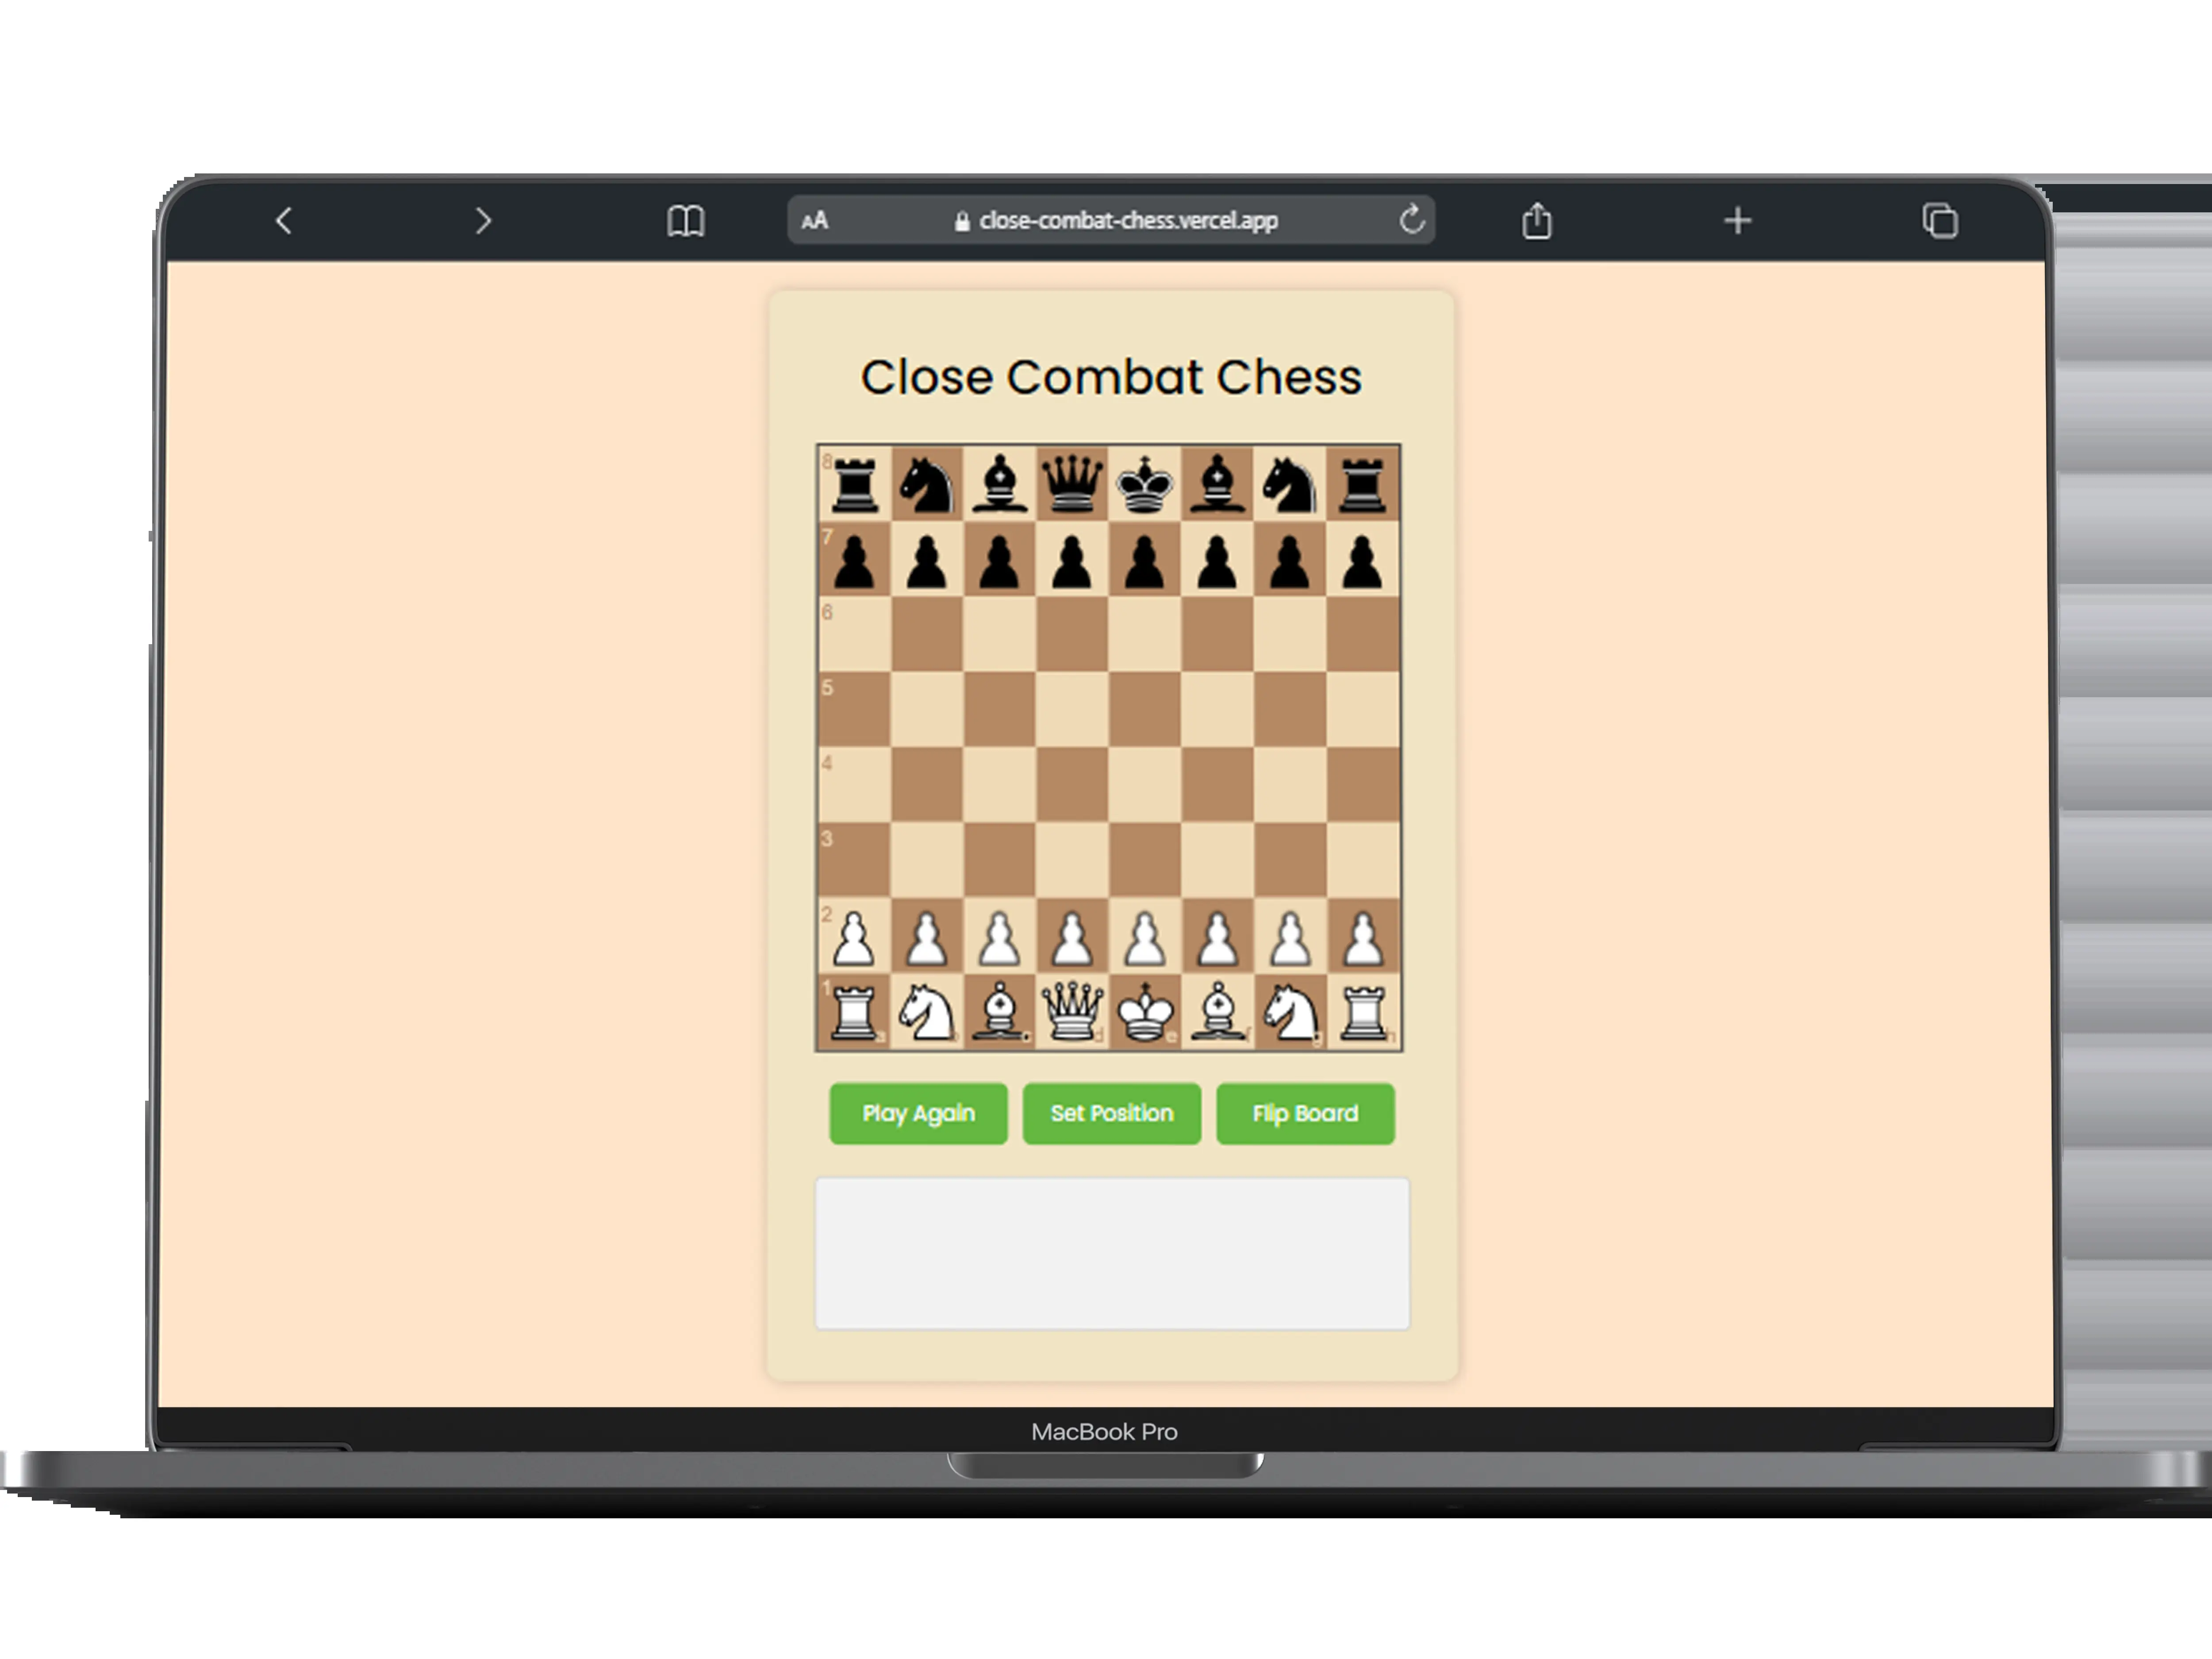 AA close-combat-chess.vercel.app
Close Combat Chess
8
7
6
5
4
3
2
1
a b c d e f g h
Play Again Set Position Flip Board
MacBook Pro